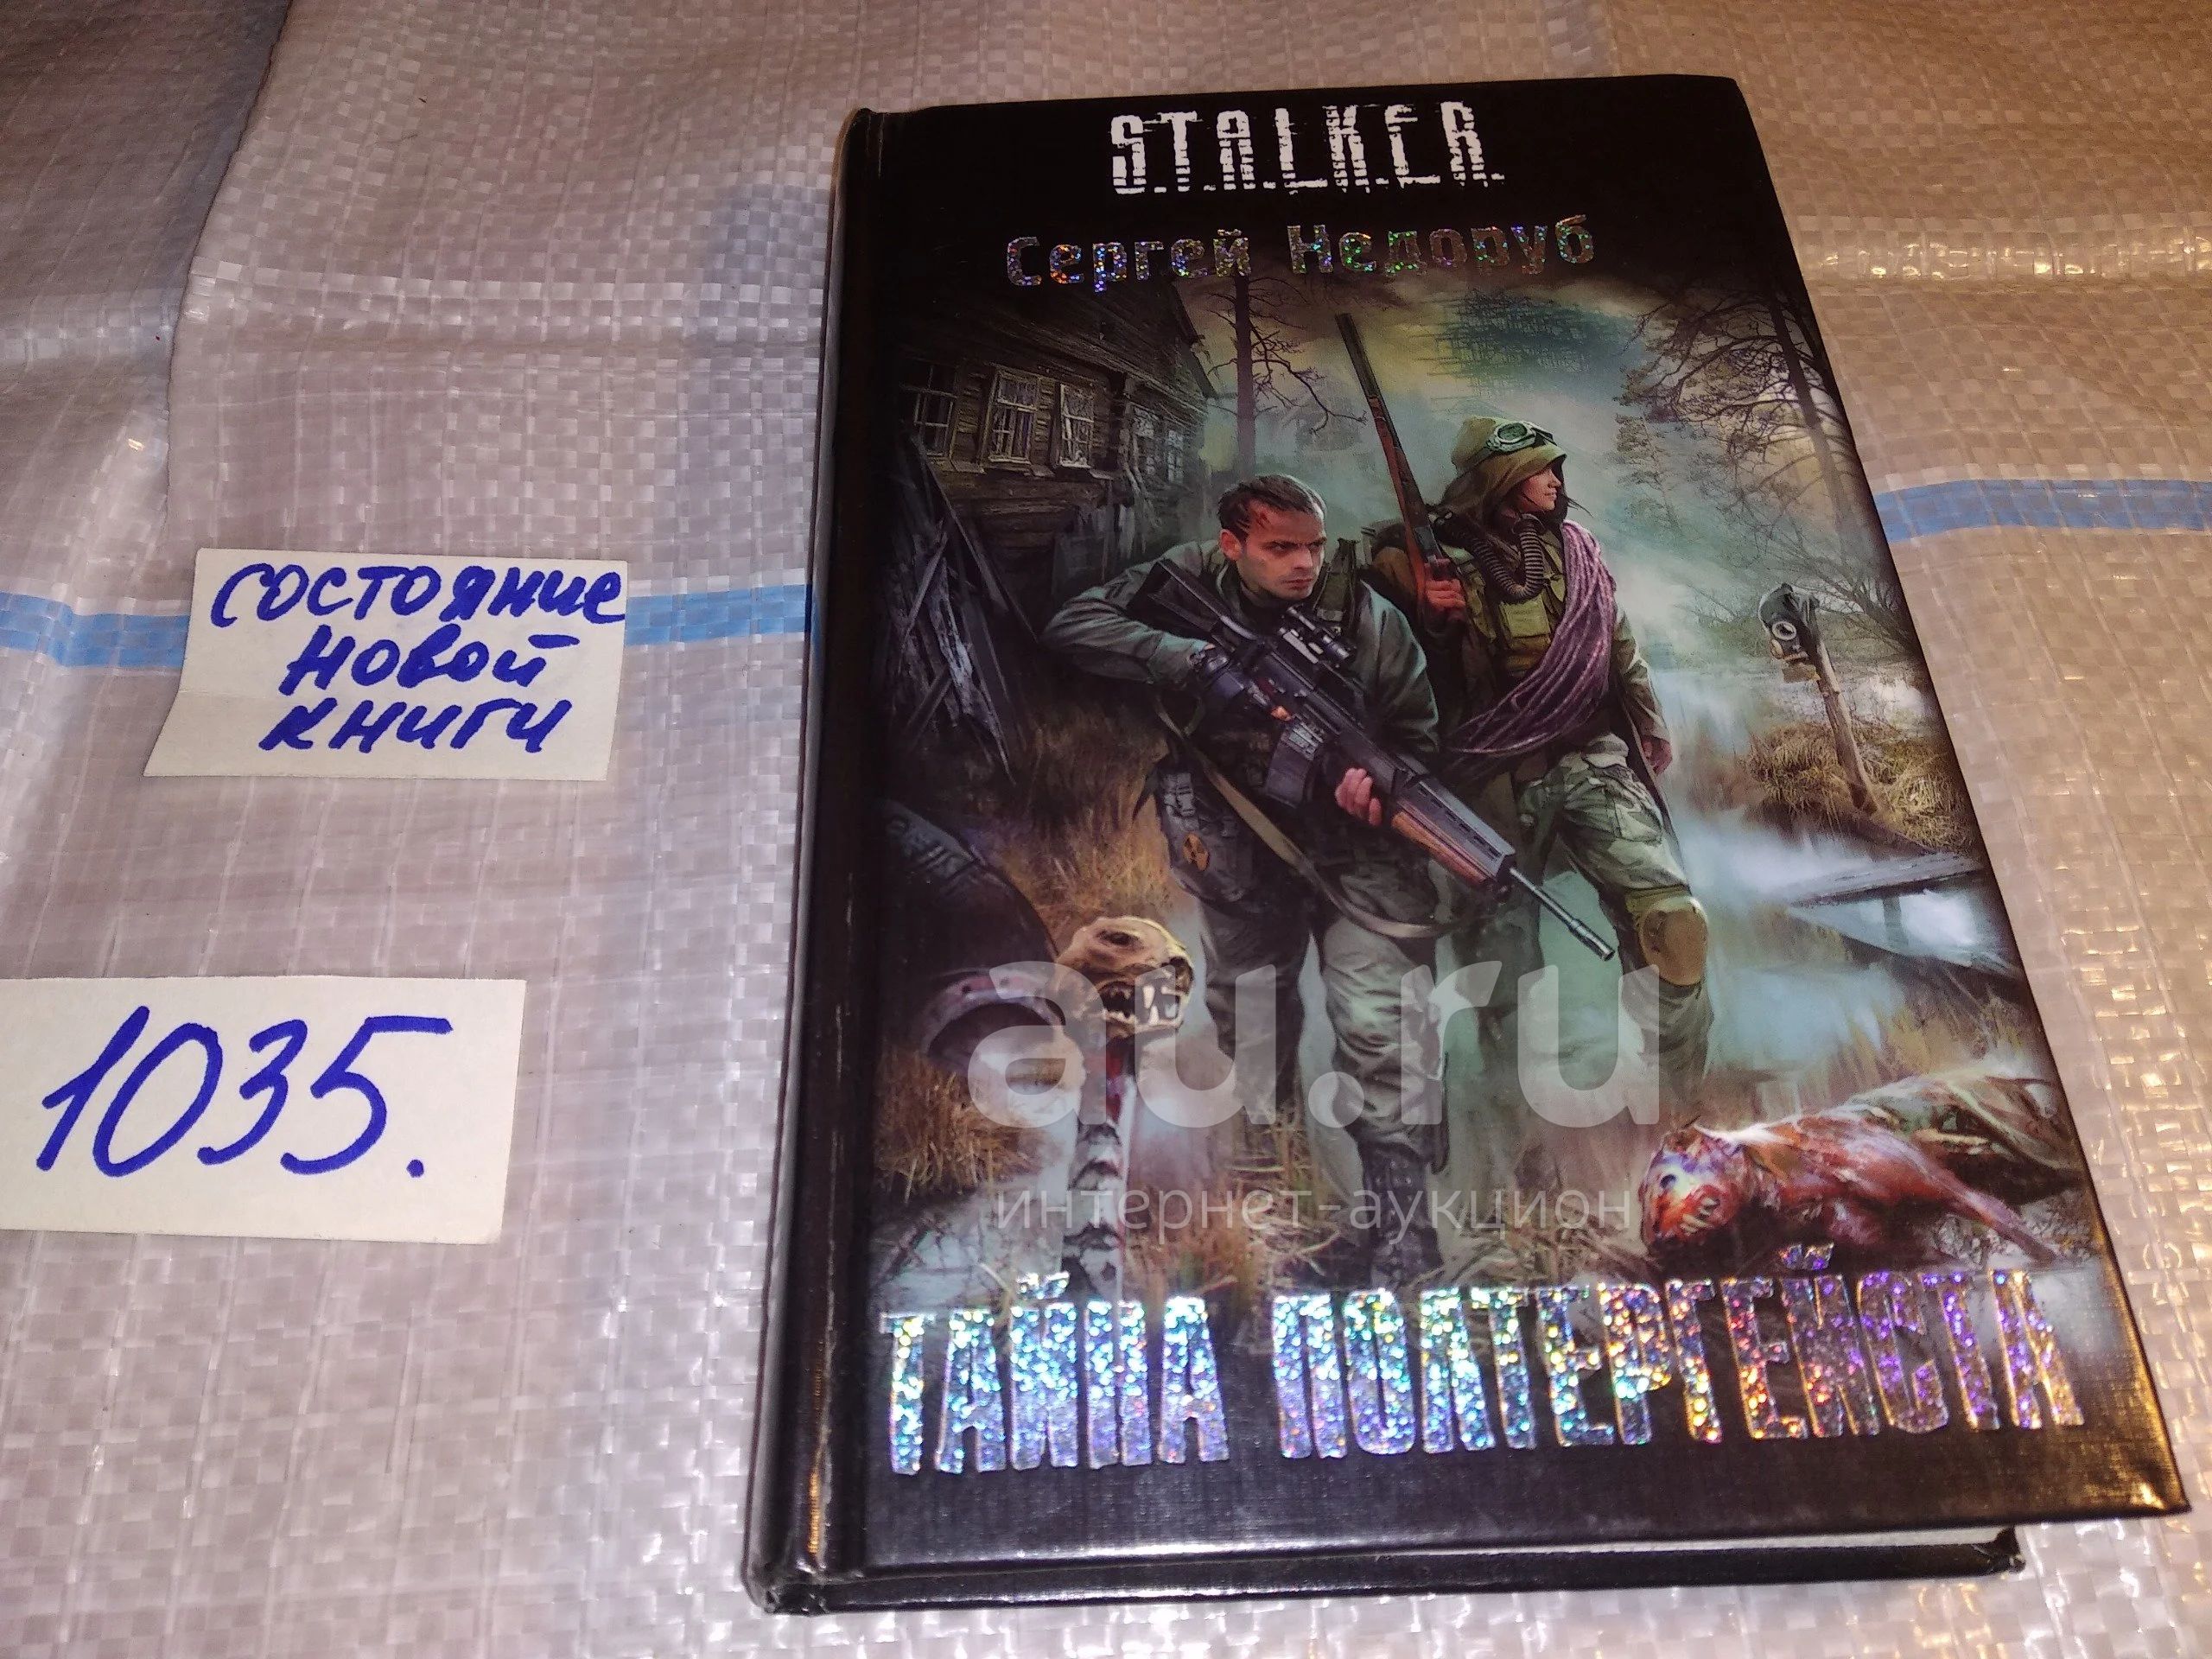 S.T.A.L.K.E.R.
Сергей Недоруб
состояние
новой
книги
1035.
au.ru
интернет-аукцион
ТАЙНА ПОЛТЕРГЕЙСТА